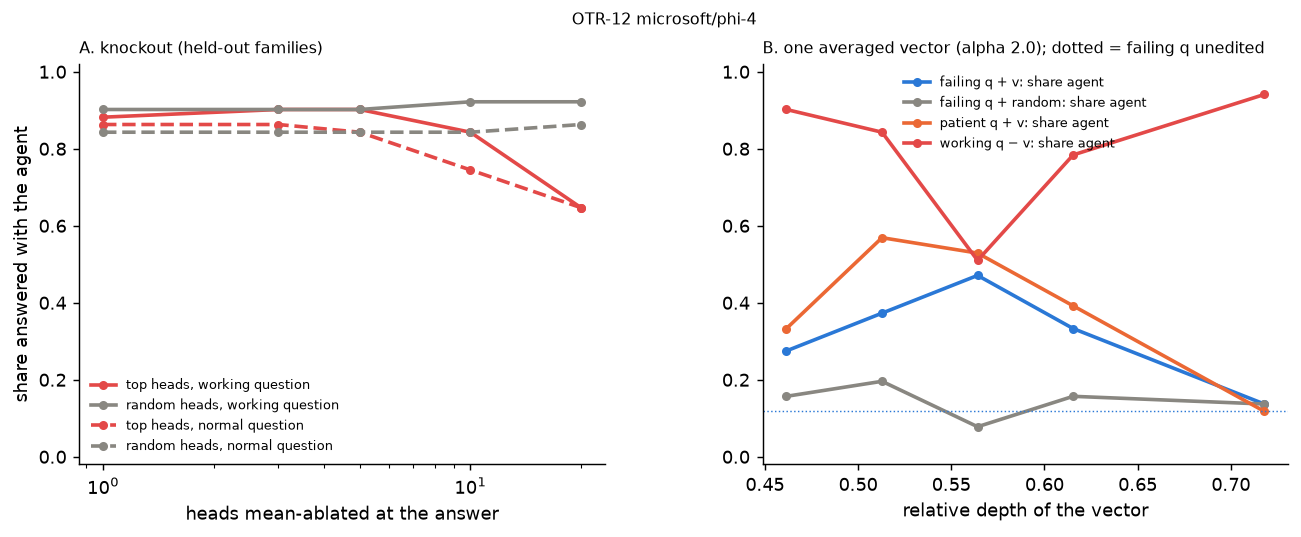 OTR-12 microsoft/phi-4
A. knockout (held-out families)
share answered with the agent
1.0
0.8
0.6
0.4
0.2
0.0
top heads, working question
random heads, working question
top heads, normal question
random heads, normal question
10⁰
10¹
heads mean-ablated at the answer
B. one averaged vector (alpha 2.0); dotted = failing q unedited
1.0
0.8
0.6
0.4
0.2
0.0
failing q + v: share agent
failing q + random: share agent
patient q + v: share agent
working q − v: share agent
0.45
0.50
0.55
0.60
0.65
0.70
relative depth of the vector